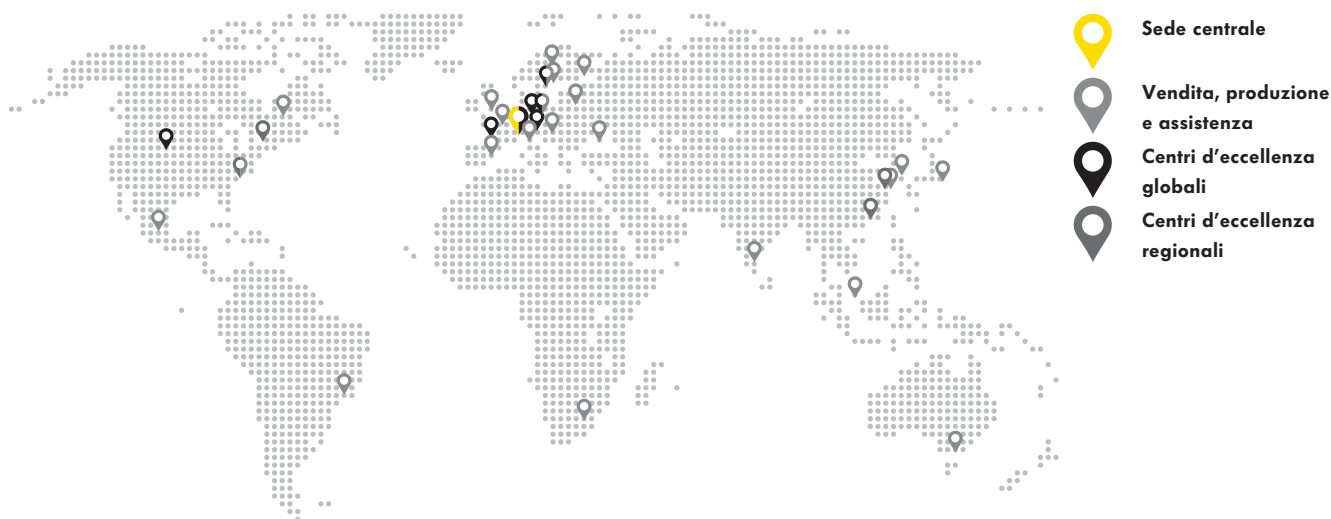 Sede centrale
Vendita, produzione
e assistenza
Centri d’eccellenza
globali
Centri d’eccellenza
regionali